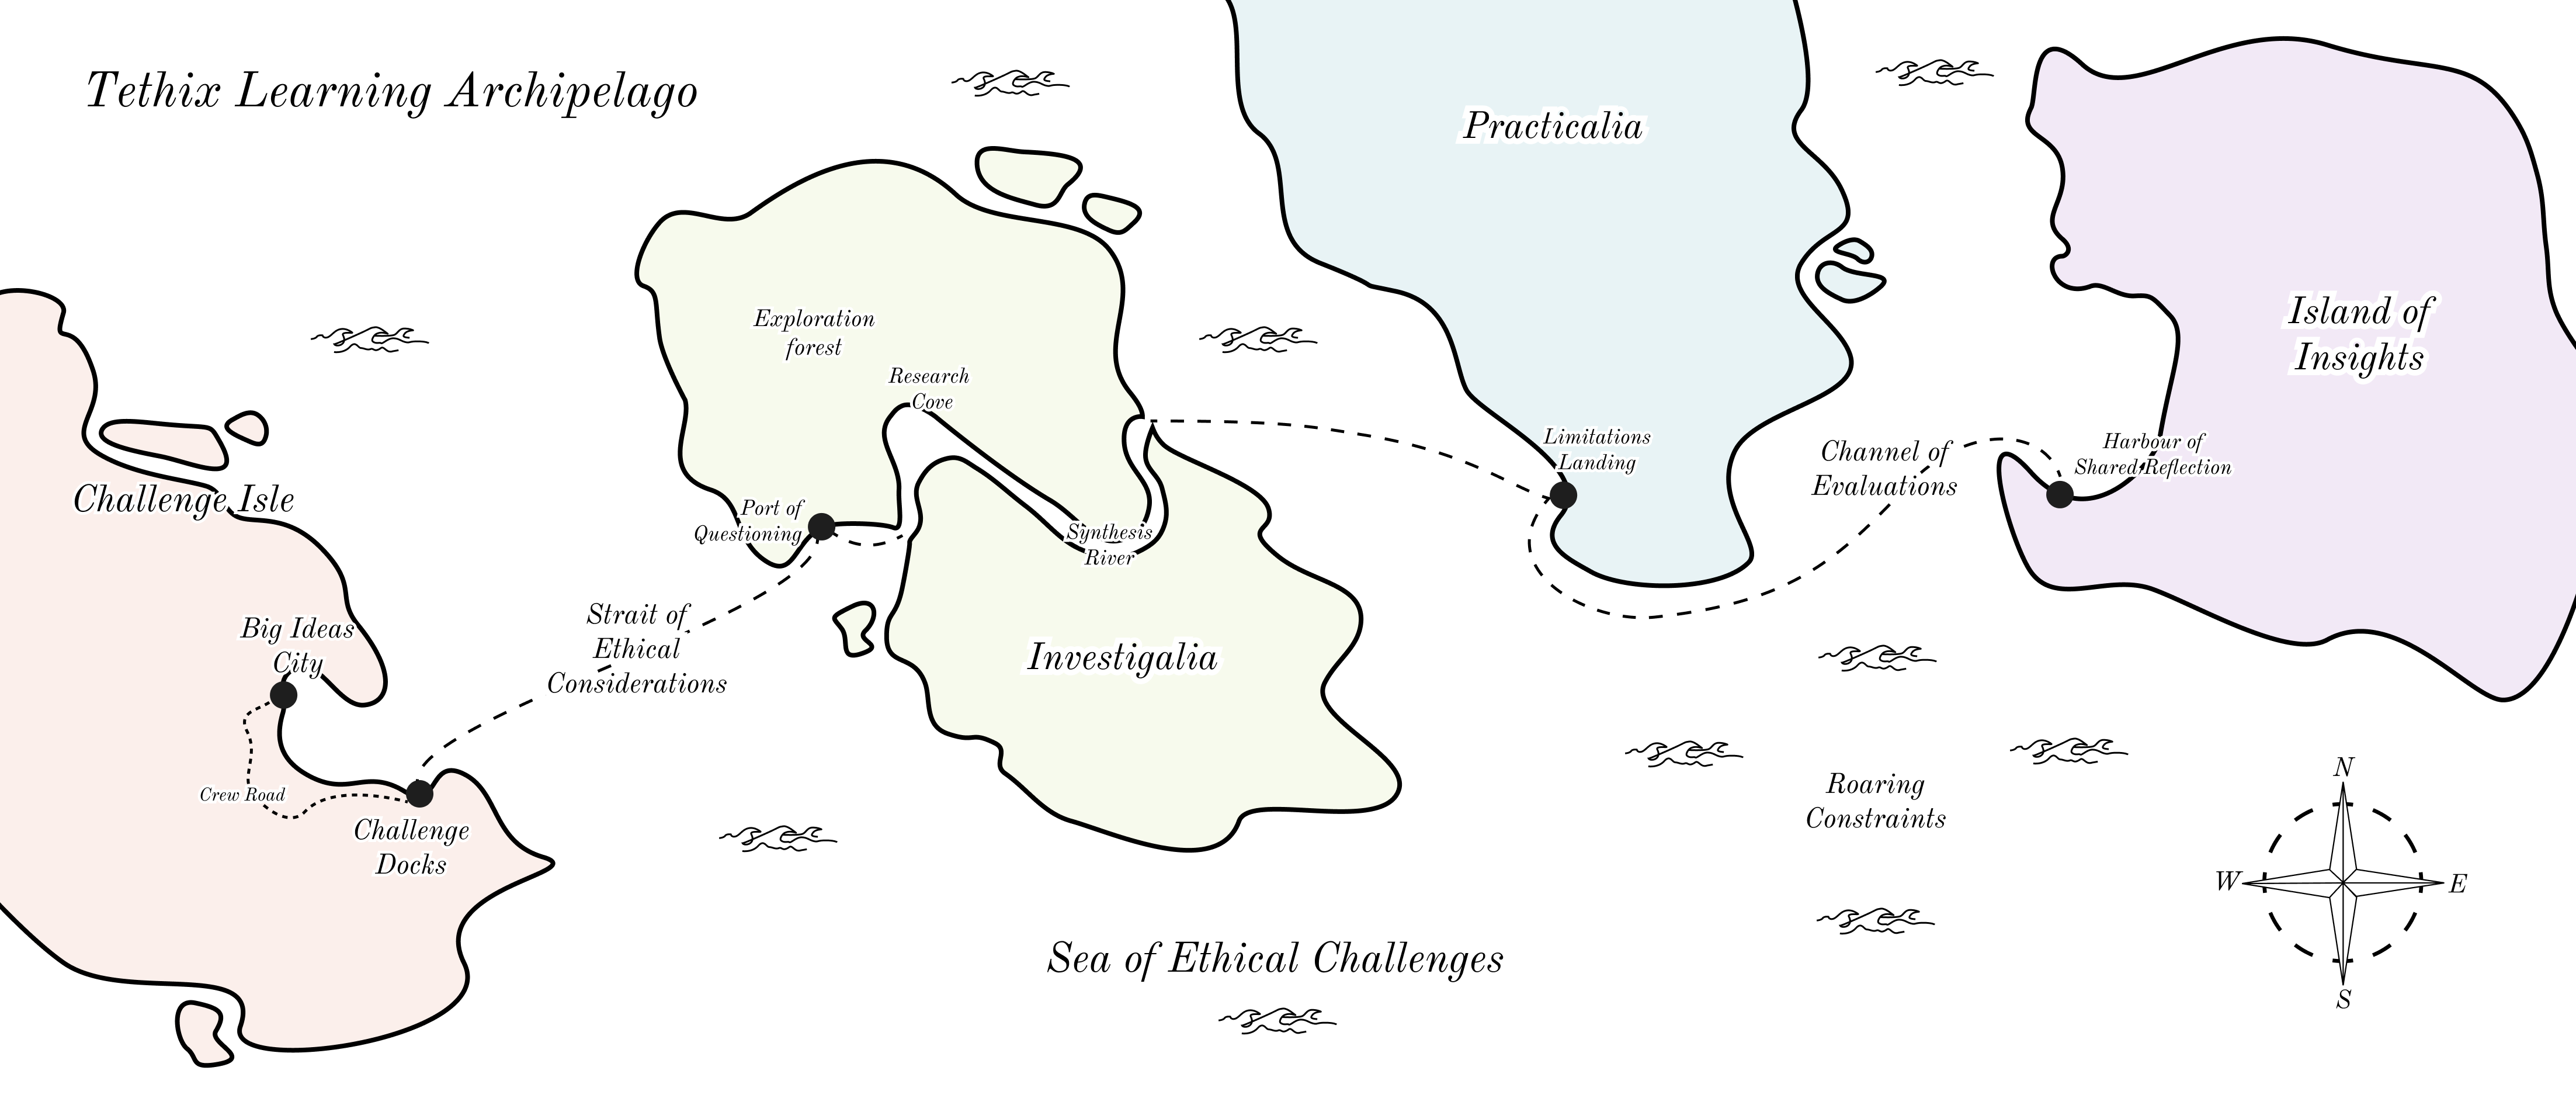 Tethix Learning Archipelago
Practicalia
Island of
Insights
Exploration
forest
Research
Cove
Limitations
Landing
Channel of
Evaluations
Harbour of
Shared Reflection
Challenge Isle
Port of
Questioning
Synthesis
River
Strait of
Ethical
Considerations
Big Ideas
City
Investigalia
Crew Road
Challenge
Docks
Roaring
Constraints
Sea of Ethical Challenges
N
W
E
S